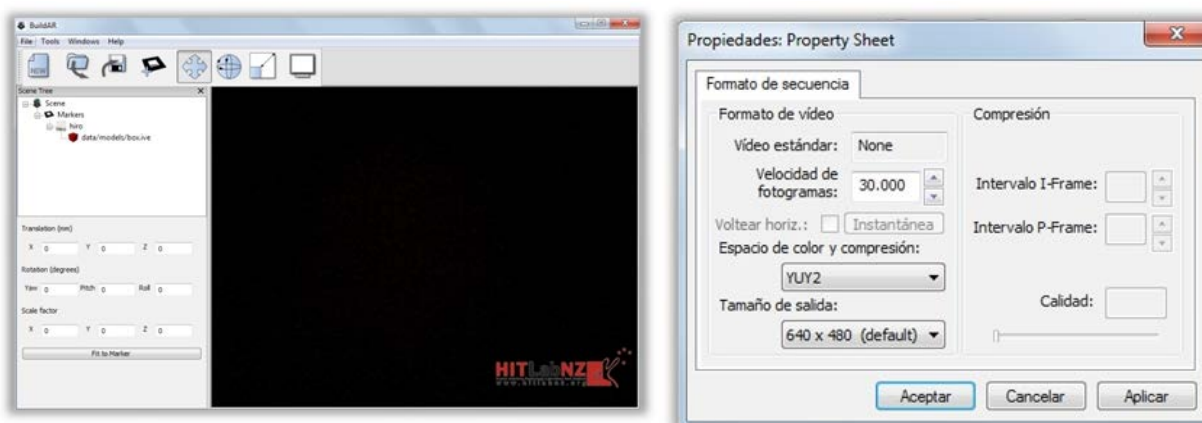 BuildAR
File Tools Windows Help
NEW
Scene Tree
Scene
Markers
hiro
data/models/box.ive
Translation (mm)
X 0 Y 0 Z 0
Rotation (degrees)
Yaw 0 Pitch 0 Roll 0
Scale factor
X 0 Y 0 Z 0
Fit to Marker
HITLabNZ
www.hitlabnz.org
Propiedades: Property Sheet
Formato de secuencia
Formato de vídeo
Vídeo estándar: None
Velocidad de
fotogramas: 30.000
Voltear horiz.: Instantánea
Espacio de color y compresión:
YUY2
Tamaño de salida:
640 x 480 (default)
Compresión
Intervalo I-Frame:
Intervalo P-Frame:
Calidad:
Aceptar Cancelar Aplicar